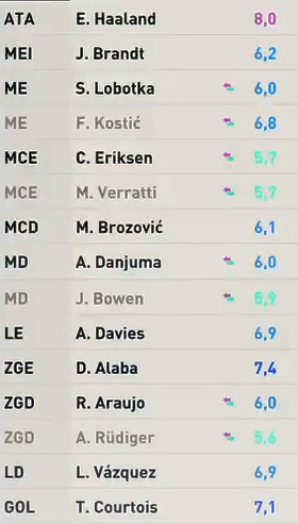 ATA E. Haaland 8,0
MEI J. Brandt 6,2
ME S. Lobotka 6,0
ME F. Kostić 6,8
MCE C. Eriksen 5,7
MCE M. Verratti 5,7
MCD M. Brozović 6,1
MD A. Danjuma 6,0
MD J. Bowen 5,9
LE A. Davies 6,9
ZGE D. Alaba 7,4
ZGD R. Araujo 6,0
ZGD A. Rüdiger 5,6
LD L. Vázquez 6,9
GOL T. Courtois 7,1